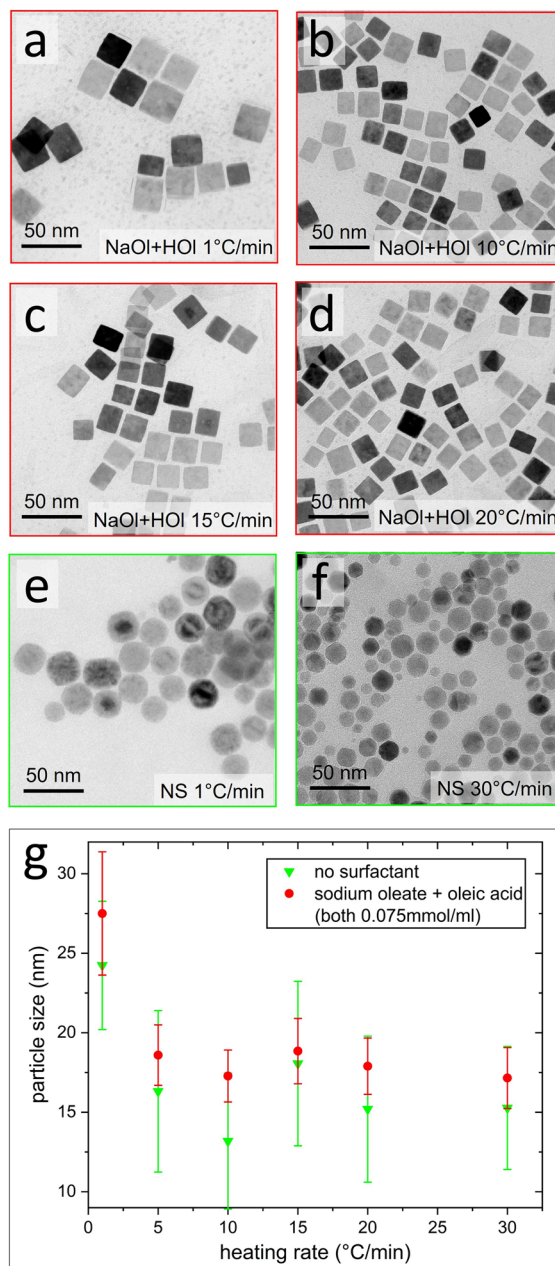 a
50 nm
NaOl+HOl 1°C/min
b
50 nm
NaOl+HOl 10°C/min
c
50 nm
NaOl+HOl 15°C/min
d
50 nm
NaOl+HOl 20°C/min
e
50 nm
NS 1°C/min
f
50 nm
NS 30°C/min
g
no surfactant
sodium oleate + oleic acid
(both 0.075mmol/ml)
particle size (nm)
30
25
20
15
10
0 5 10 15 20 25 30
heating rate (°C/min)